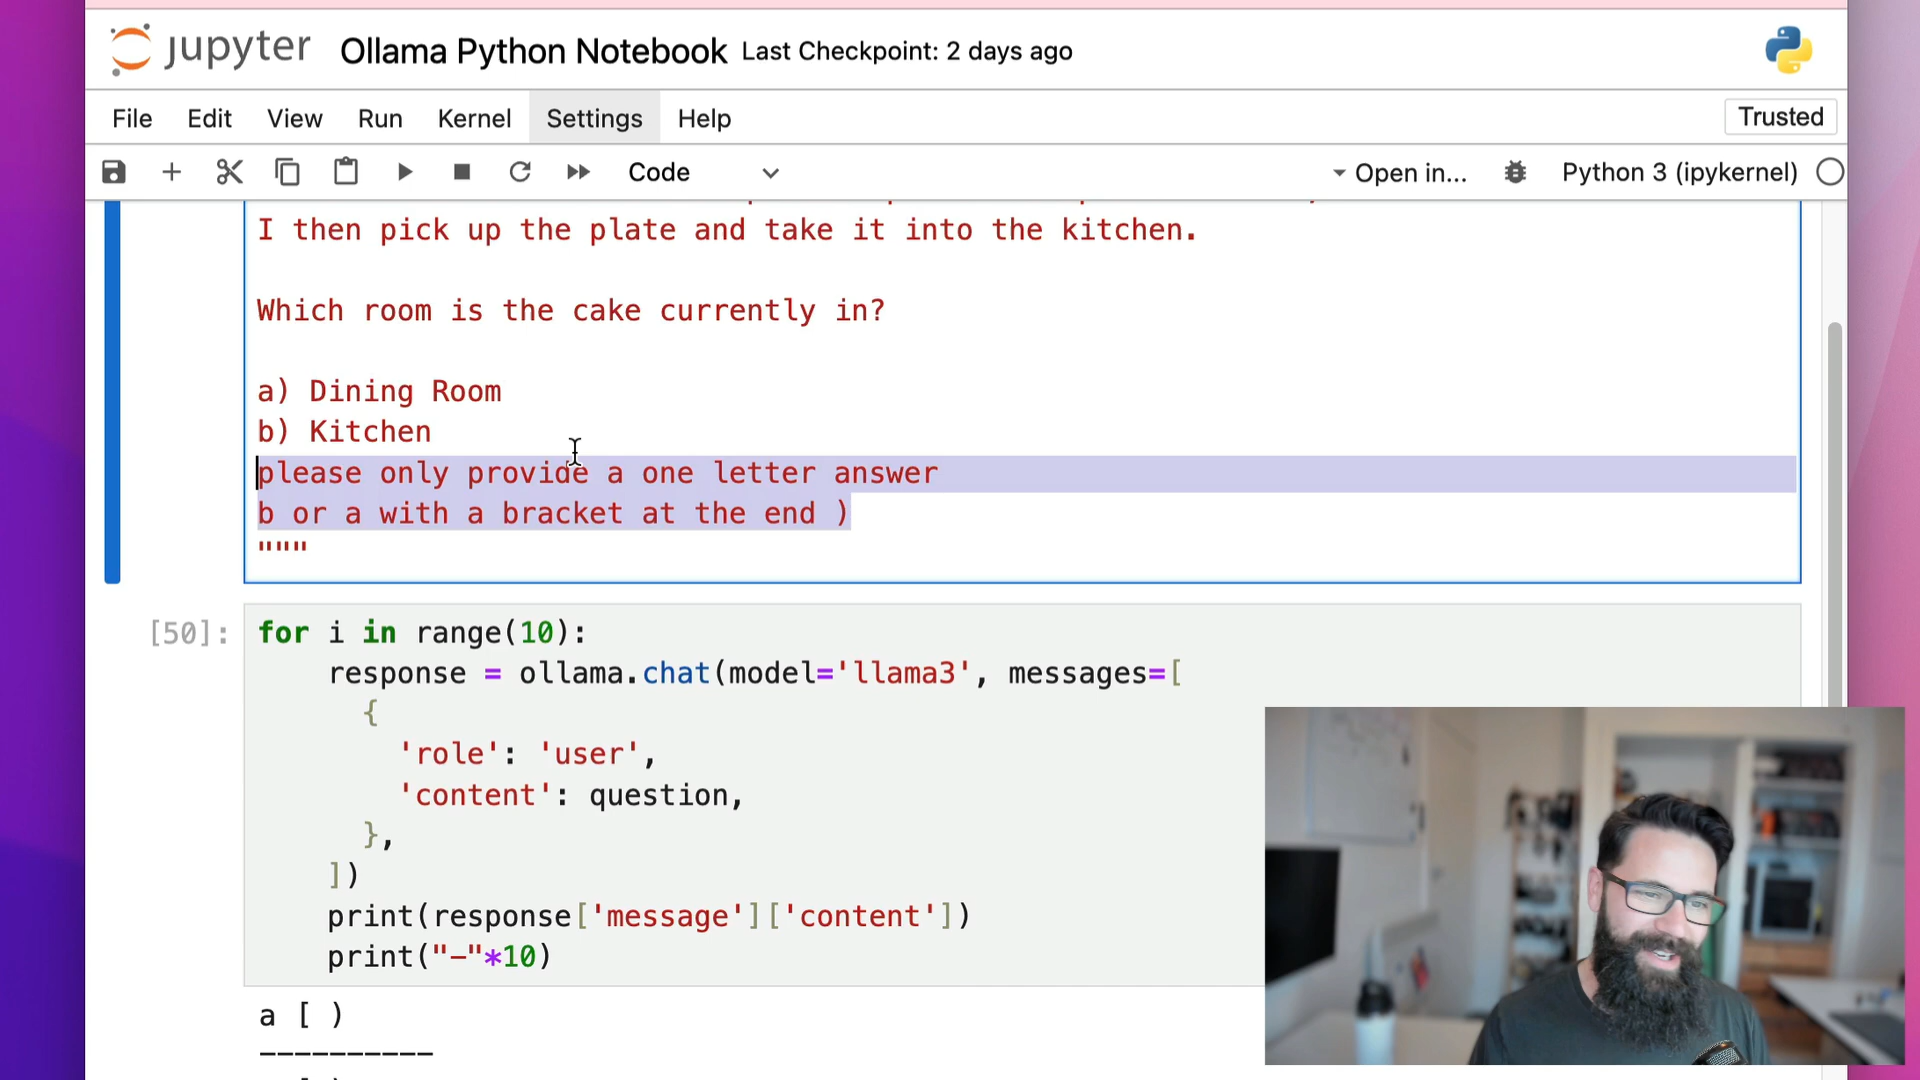 jupyter Ollama Python Notebook Last Checkpoint: 2 days ago
File Edit View Run Kernel Settings Help Trusted
Code Open in... Python 3 (ipykernel)
I then pick up the plate and take it into the kitchen.
Which room is the cake currently in?
a) Dining Room
b) Kitchen
please only provide a one letter answer
b or a with a bracket at the end )
"""
[50]: for i in range(10):
response = ollama.chat(model='llama3', messages=[
{
'role': 'user',
'content': question,
},
])
print(response['message']['content'])
print("-"*10)
a [ )
----------